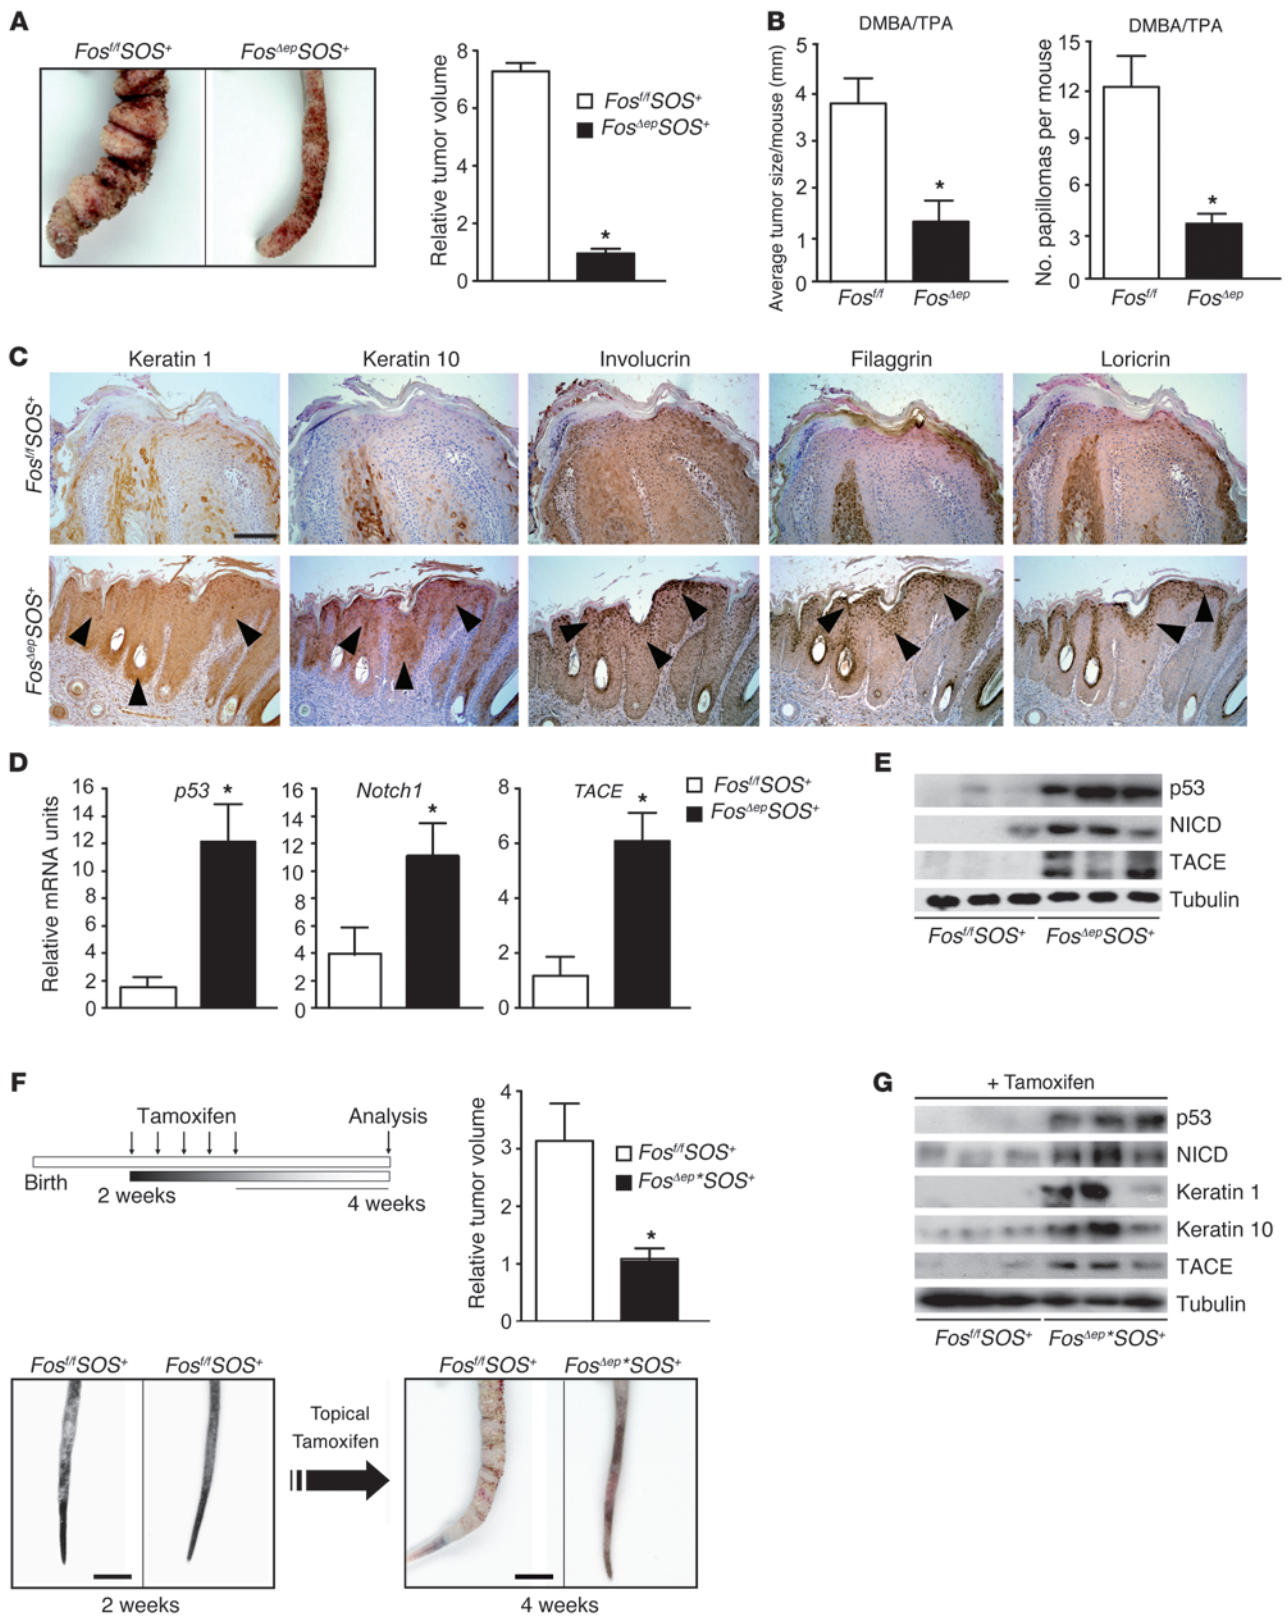 A
Fos^f/f SOS+
Fos^Δep SOS+
Relative tumor volume
8
6
4
2
0
*
Fos^f/f SOS+
Fos^Δep SOS+
B
DMBA/TPA
Average tumor size/mouse (mm)
5
4
3
2
1
0
*
Fos^f/f
Fos^Δep
DMBA/TPA
No. papillomas per mouse
15
12
9
6
3
0
*
Fos^f/f
Fos^Δep
C
Keratin 1
Keratin 10
Involucrin
Filaggrin
Loricrin
Fos^f/f SOS+
Fos^Δep SOS+
D
Relative mRNA units
16
14
12
10
8
6
4
2
0
p53
*
16
14
12
10
8
6
4
2
0
Notch1
*
8
6
4
2
0
TACE
*
Fos^f/f SOS+
Fos^Δep SOS+
E
p53
NICD
TACE
Tubulin
Fos^f/f SOS+
Fos^Δep SOS+
F
Tamoxifen
Analysis
Birth
2 weeks
4 weeks
Relative tumor volume
4
3
2
1
0
*
Fos^f/f SOS+
Fos^Δep* SOS+
Fos^f/f SOS+
Fos^f/f SOS+
Topical
Tamoxifen
Fos^f/f SOS+
Fos^Δep* SOS+
2 weeks
4 weeks
G
+ Tamoxifen
p53
NICD
Keratin 1
Keratin 10
TACE
Tubulin
Fos^f/f SOS+
Fos^Δep* SOS+